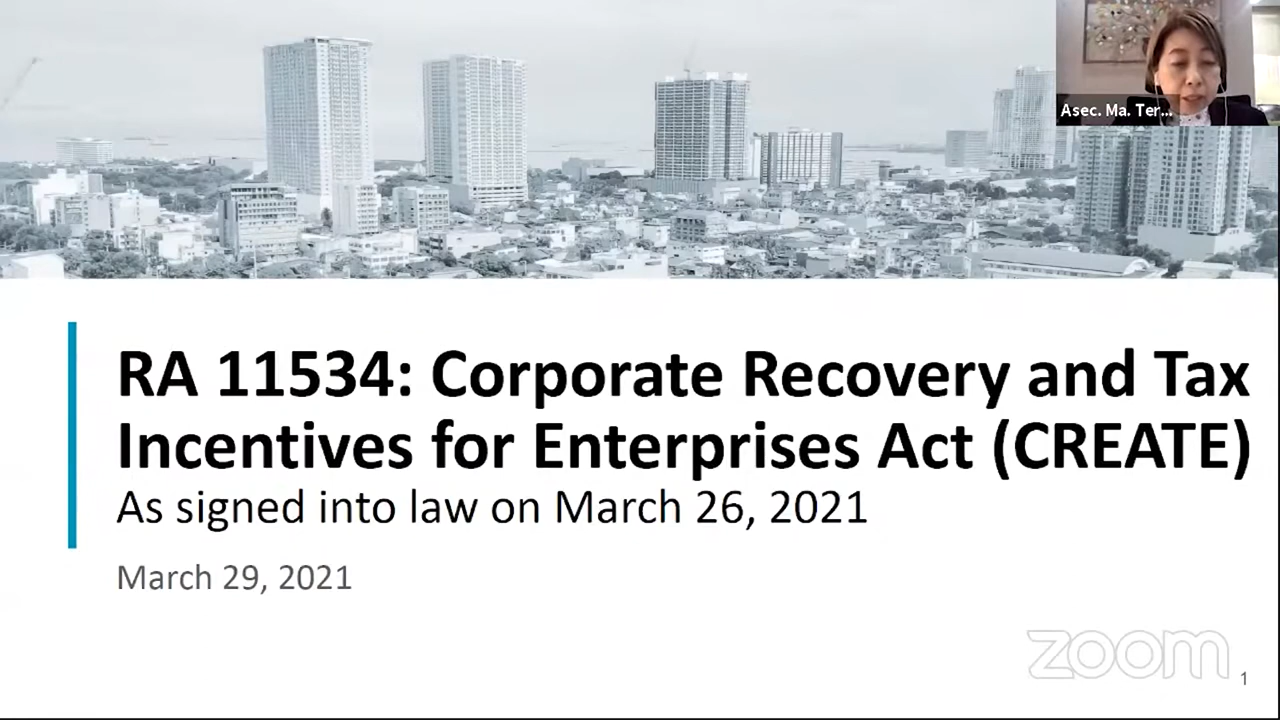 Asec. Ma. Ter...
RA 11534: Corporate Recovery and Tax
Incentives for Enterprises Act (CREATE)
As signed into law on March 26, 2021
March 29, 2021
zoom
1